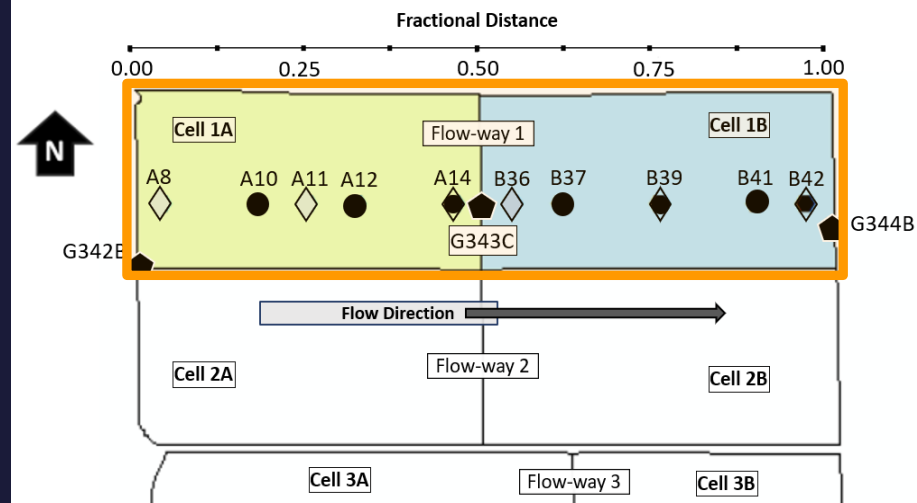 Fractional Distance
0.00 0.25 0.50 0.75 1.00
N
Cell 1A
Flow-way 1
Cell 1B
A8 A10 A11 A12 A14 B36 B37 B39 B41 B42
G342B
G343C
G344B
Flow Direction
Cell 2A
Flow-way 2
Cell 2B
Cell 3A
Flow-way 3
Cell 3B